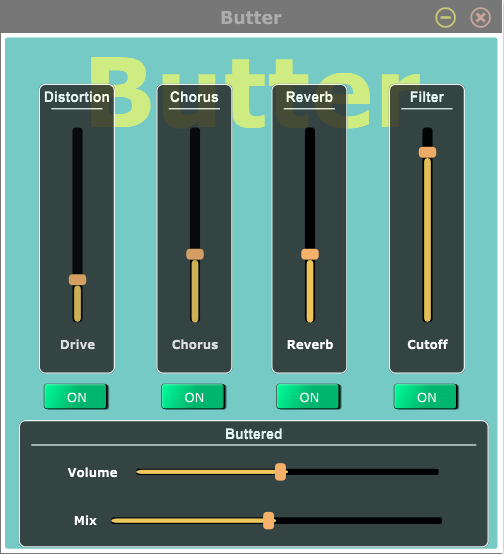 Butter
Butter
Distortion Chorus Reverb Filter
Drive Chorus Reverb Cutoff
ON ON ON ON
Buttered
Volume
Mix